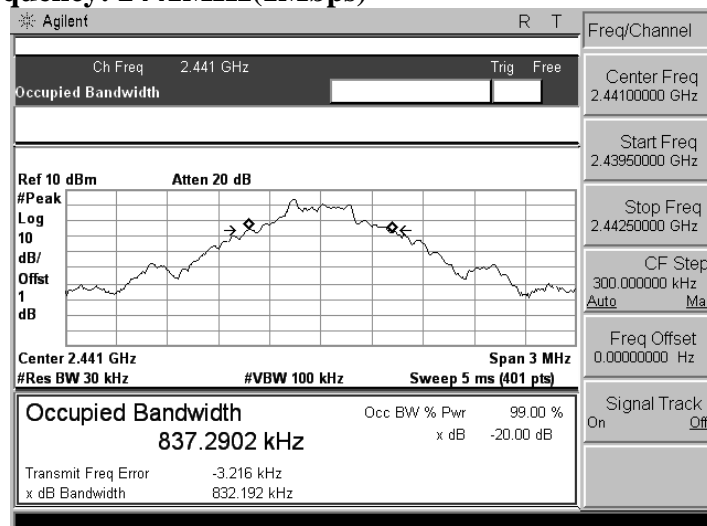 quency: 2441MHz(1Mbps)
Agilent R T
Ch Freq 2.441 GHz Trig Free
Occupied Bandwidth
Ref 10 dBm Atten 20 dB
#Peak
Log
10
dB/
Offst
1
dB
Center 2.441 GHz Span 3 MHz
#Res BW 30 kHz #VBW 100 kHz Sweep 5 ms (401 pts)
Occupied Bandwidth Occ BW % Pwr 99.00 %
837.2902 kHz x dB -20.00 dB
Transmit Freq Error -3.216 kHz
x dB Bandwidth 832.192 kHz
Freq/Channel
Center Freq
2.44100000 GHz
Start Freq
2.43950000 GHz
Stop Freq
2.44250000 GHz
CF Step
300.000000 kHz
Auto Ma
Freq Offset
0.00000000 Hz
Signal Track
On Off